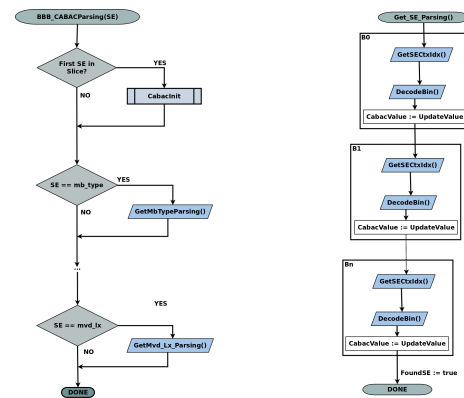 BBB_CABACParsing(SE)
First SE in
Slice?
YES
NO
CabacInit
SE == mb_type
YES
NO
GetMbTypeParsing()
...
YES
SE == mvd_lx
NO
GetMvd_Lx_Parsing()
DONE
Get_SE_Parsing()
B0
GetSECtxIdx()
DecodeBin()
CabacValue := UpdateValue
B1
GetSECtxIdx()
DecodeBin()
CabacValue := UpdateValue
Bn
GetSECtxIdx()
DecodeBin()
CabacValue := UpdateValue
FoundSE := true
DONE